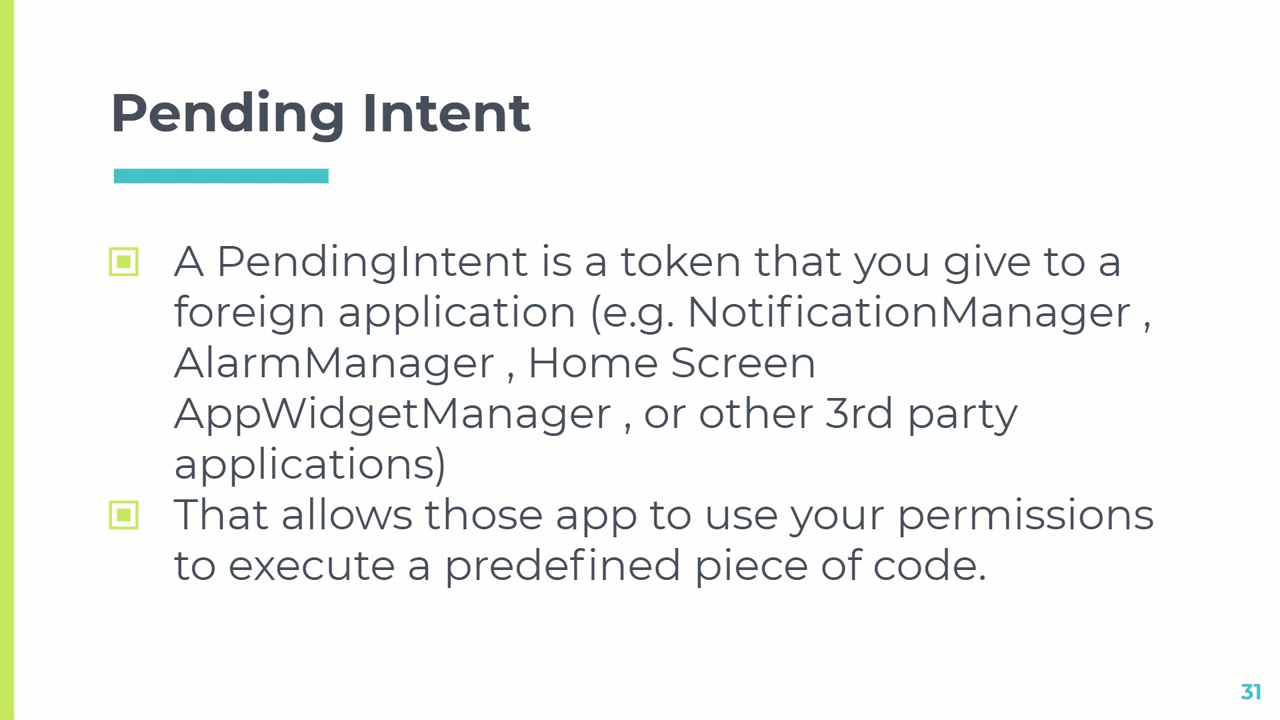 Pending Intent
A PendingIntent is a token that you give to a
foreign application (e.g. NotificationManager ,
AlarmManager , Home Screen
AppWidgetManager , or other 3rd party
applications)
That allows those app to use your permissions
to execute a predefined piece of code.
31